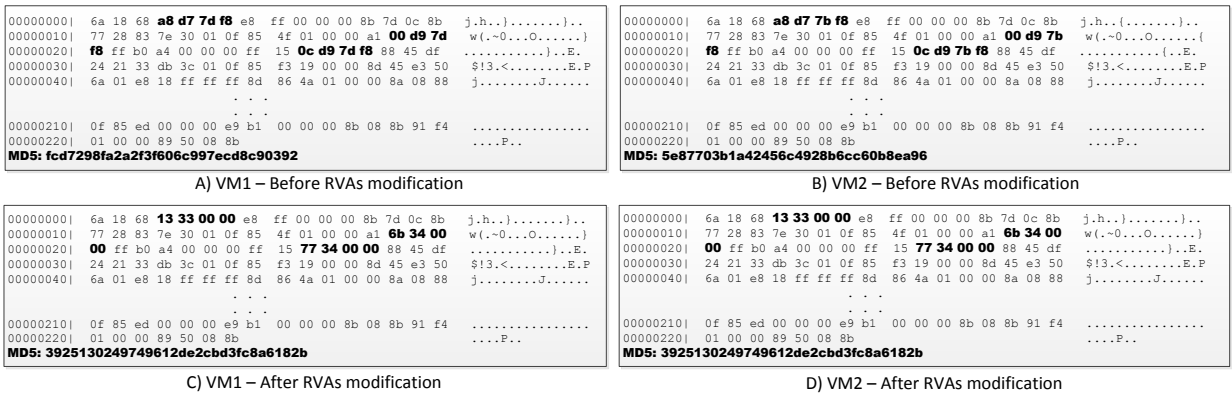 00000000| 6a 18 68 a8 d7 7d f8 e8 ff 00 00 00 8b 7d 0c 8b j.h..}.......}..
00000010| 77 28 83 7e 30 01 0f 85 4f 01 00 00 a1 00 d9 7d w(.~0...O......}
00000020| f8 ff b0 a4 00 00 00 ff 15 0c d9 7d f8 88 45 df ...........}..E.
00000030| 24 21 33 db 3c 01 0f 85 f3 19 00 00 8d 45 e3 50 $!3.<........E.P
00000040| 6a 01 e8 18 ff ff ff 8d 86 4a 01 00 00 8a 08 88 j........J......
. . .
. . .
00000210| 0f 85 ed 00 00 00 e9 b1 00 00 00 8b 08 8b 91 f4 ................
00000220| 01 00 00 89 50 08 8b ....P..
MD5: fcd7298fa2a2f3f606c997ecd8c90392
A) VM1 – Before RVAs modification
00000000| 6a 18 68 a8 d7 7b f8 e8 ff 00 00 00 8b 7d 0c 8b j.h..{.......}..
00000010| 77 28 83 7e 30 01 0f 85 4f 01 00 00 a1 00 d9 7b w(.~0...O......{
00000020| f8 ff b0 a4 00 00 00 ff 15 0c d9 7b f8 88 45 df ...........{..E.
00000030| 24 21 33 db 3c 01 0f 85 f3 19 00 00 8d 45 e3 50 $!3.<........E.P
00000040| 6a 01 e8 18 ff ff ff 8d 86 4a 01 00 00 8a 08 88 j........J......
. . .
. . .
00000210| 0f 85 ed 00 00 00 e9 b1 00 00 00 8b 08 8b 91 f4 ................
00000220| 01 00 00 89 50 08 8b ....P..
MD5: 5e87703b1a42456c4928b6cc60b8ea96
B) VM2 – Before RVAs modification
00000000| 6a 18 68 13 33 00 00 e8 ff 00 00 00 8b 7d 0c 8b j.h..}.......}..
00000010| 77 28 83 7e 30 01 0f 85 4f 01 00 00 a1 6b 34 00 w(.~0...O......}
00000020| 00 ff b0 a4 00 00 00 ff 15 77 34 00 00 88 45 df ...........}..E.
00000030| 24 21 33 db 3c 01 0f 85 f3 19 00 00 8d 45 e3 50 $!3.<........E.P
00000040| 6a 01 e8 18 ff ff ff 8d 86 4a 01 00 00 8a 08 88 j........J......
. . .
. . .
00000210| 0f 85 ed 00 00 00 e9 b1 00 00 00 8b 08 8b 91 f4 ................
00000220| 01 00 00 89 50 08 8b ....P..
MD5: 3925130249749612de2cbd3fc8a6182b
C) VM1 – After RVAs modification
00000000| 6a 18 68 13 33 00 00 e8 ff 00 00 00 8b 7d 0c 8b j.h..}.......}..
00000010| 77 28 83 7e 30 01 0f 85 4f 01 00 00 a1 6b 34 00 w(.~0...O......}
00000020| 00 ff b0 a4 00 00 00 ff 15 77 34 00 00 88 45 df ...........}..E.
00000030| 24 21 33 db 3c 01 0f 85 f3 19 00 00 8d 45 e3 50 $!3.<........E.P
00000040| 6a 01 e8 18 ff ff ff 8d 86 4a 01 00 00 8a 08 88 j........J......
. . .
. . .
00000210| 0f 85 ed 00 00 00 e9 b1 00 00 00 8b 08 8b 91 f4 ................
00000220| 01 00 00 89 50 08 8b ....P..
MD5: 3925130249749612de2cbd3fc8a6182b
D) VM2 – After RVAs modification